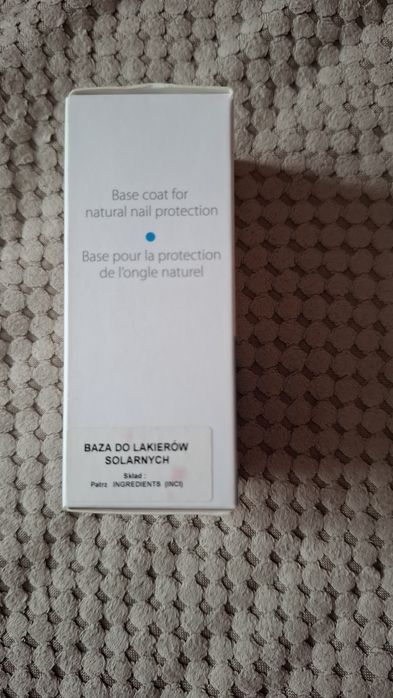 Base coat for
natural nail protection
Base pour la protection
de l'ongle naturel
BAZA DO LAKIERÓW
SOLARNYCH
Skład :
Patrz INGREDIENTS (INCI)